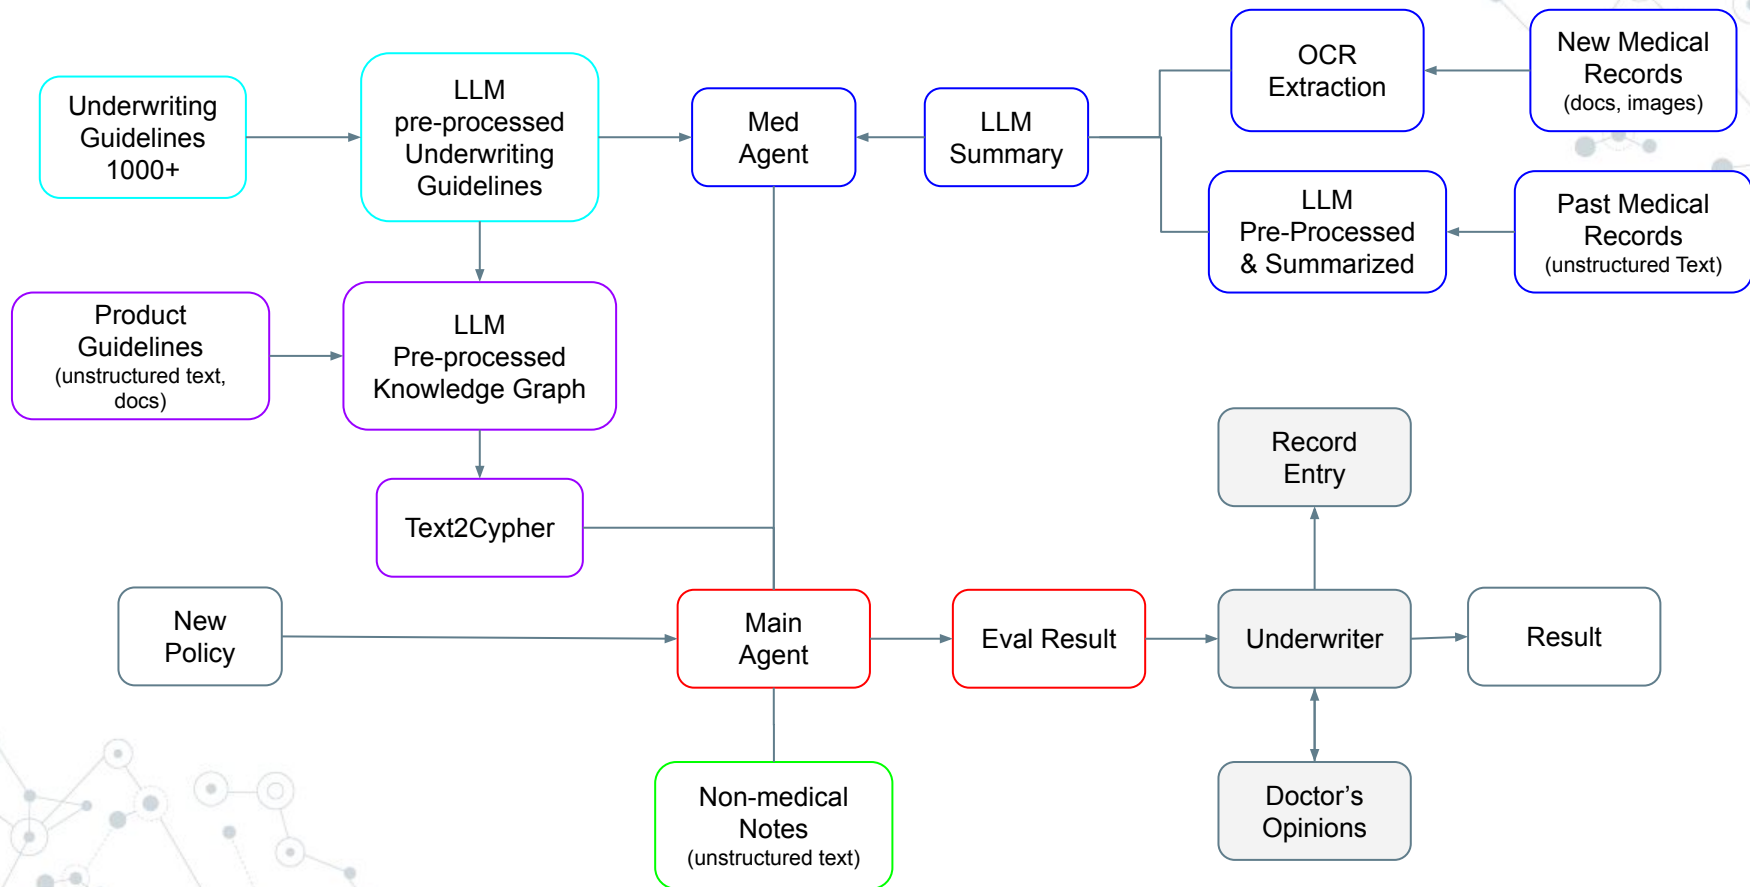 Underwriting
Guidelines
1000+
LLM
pre-processed
Underwriting
Guidelines
Med
Agent
LLM
Summary
OCR
Extraction
New Medical
Records
(docs, images)
LLM
Pre-Processed
& Summarized
Past Medical
Records
(unstructured Text)
Product
Guidelines
(unstructured text,
docs)
LLM
Pre-processed
Knowledge Graph
Text2Cypher
Record
Entry
New
Policy
Main
Agent
Eval Result
Underwriter
Result
Non-medical
Notes
(unstructured text)
Doctor’s
Opinions